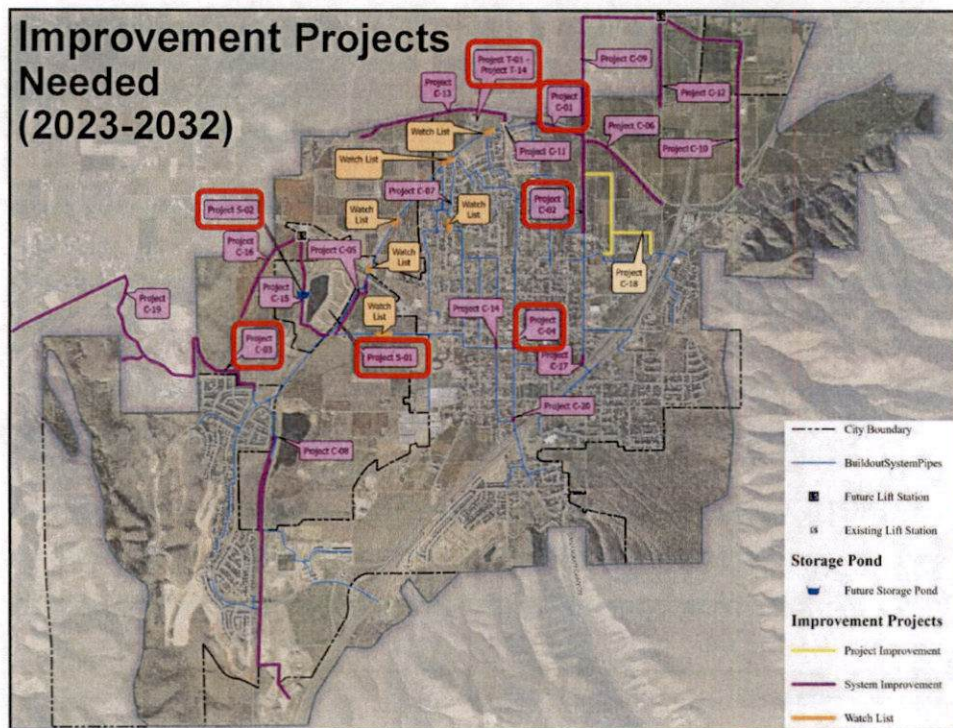 Improvement Projects
Needed
(2023-2032)
Project T-01 -
Project T-14
Project C-09
Project
C-13
Project
C-01
Project C-12
Watch List
Project C-06
Watch List
Project C-11
Project C-10
Project C-07
Project S-02
Project
C-02
Watch
List
Watch
List
Project C-05
Project
C-16
Watch
List
Project
C-18
Project
C-15
Project
C-19
Watch
List
Project C-14
Project
C-04
Project
C-03
Project S-01
Project
C-17
Project C-20
Project C-08
City Boundary
BuildoutSystemPipes
LS
Future Lift Station
LS
Existing Lift Station
Storage Pond
Future Storage Pond
Improvement Projects
Project Improvement
System Improvement
Watch List